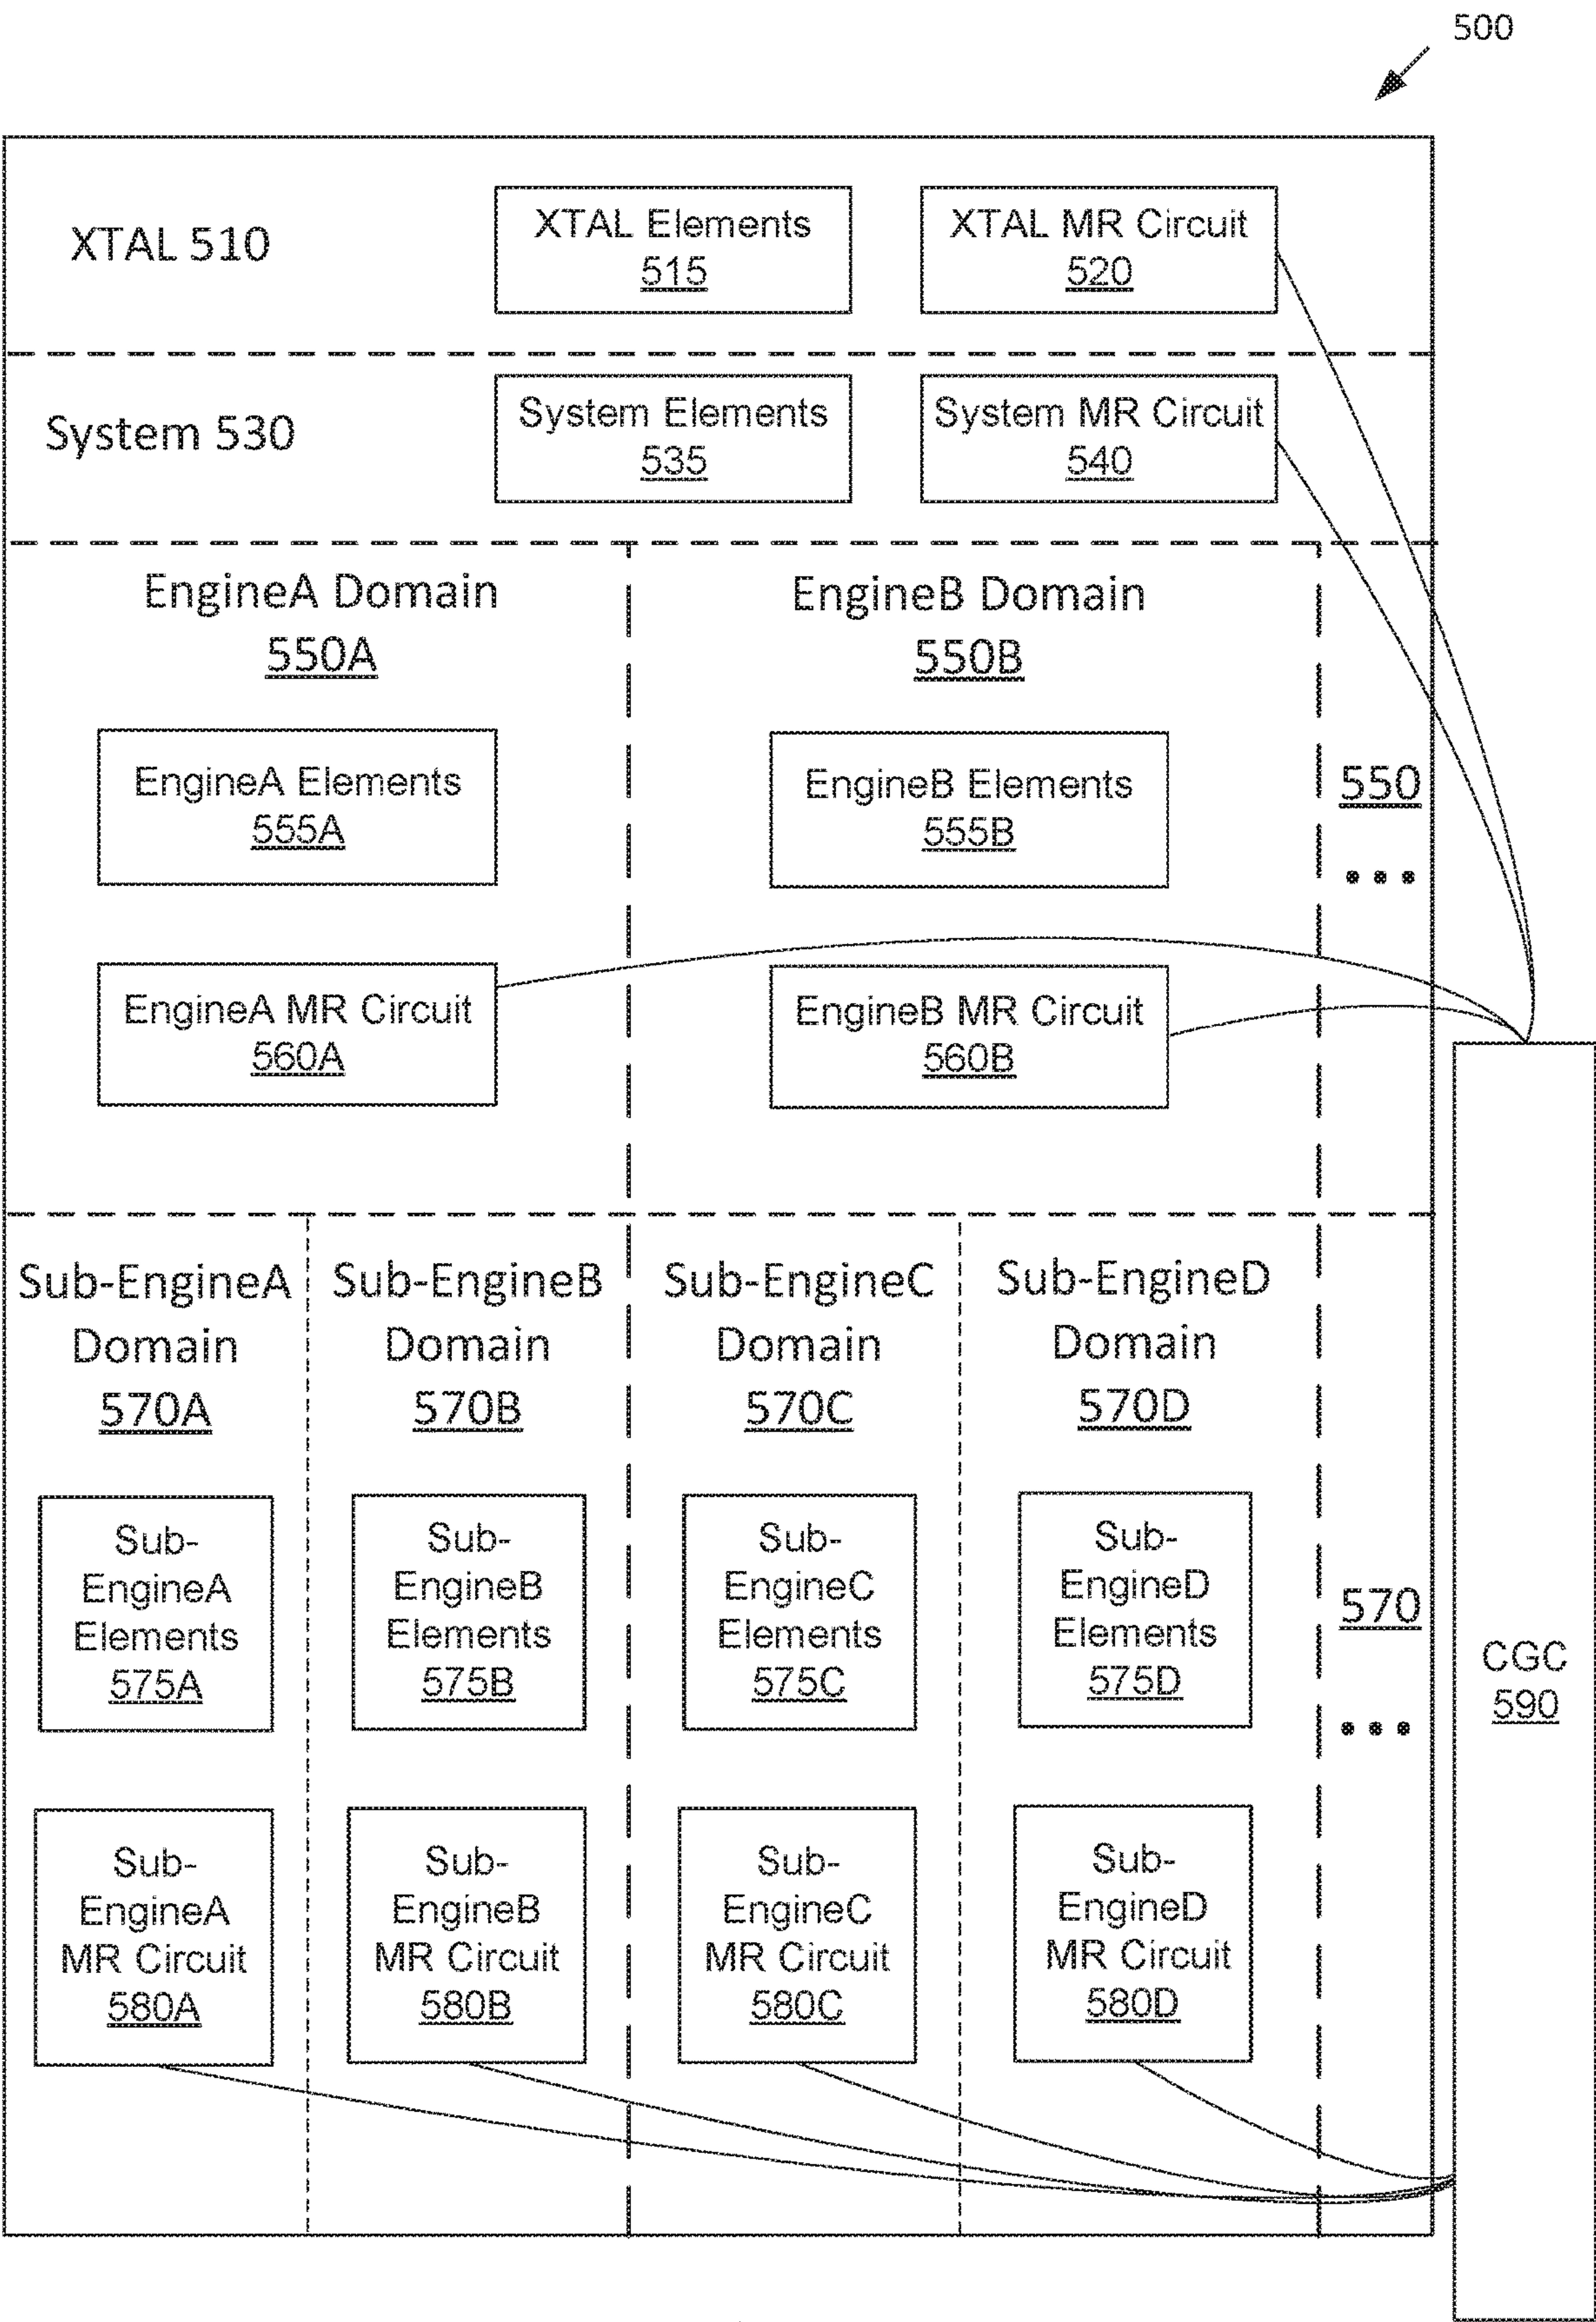 500
XTAL 510
XTAL Elements
515
XTAL MR Circuit
520
System 530
System Elements
535
System MR Circuit
540
EngineA Domain
550A
EngineB Domain
550B
EngineA Elements
555A
EngineB Elements
555B
550
...
EngineA MR Circuit
560A
EngineB MR Circuit
560B
Sub-EngineA
Domain
570A
Sub-EngineB
Domain
570B
Sub-EngineC
Domain
570C
Sub-EngineD
Domain
570D
Sub-
EngineA
Elements
575A
Sub-
EngineB
Elements
575B
Sub-
EngineC
Elements
575C
Sub-
EngineD
Elements
575D
570
...
CGC
590
Sub-
EngineA
MR Circuit
580A
Sub-
EngineB
MR Circuit
580B
Sub-
EngineC
MR Circuit
580C
Sub-
EngineD
MR Circuit
580D